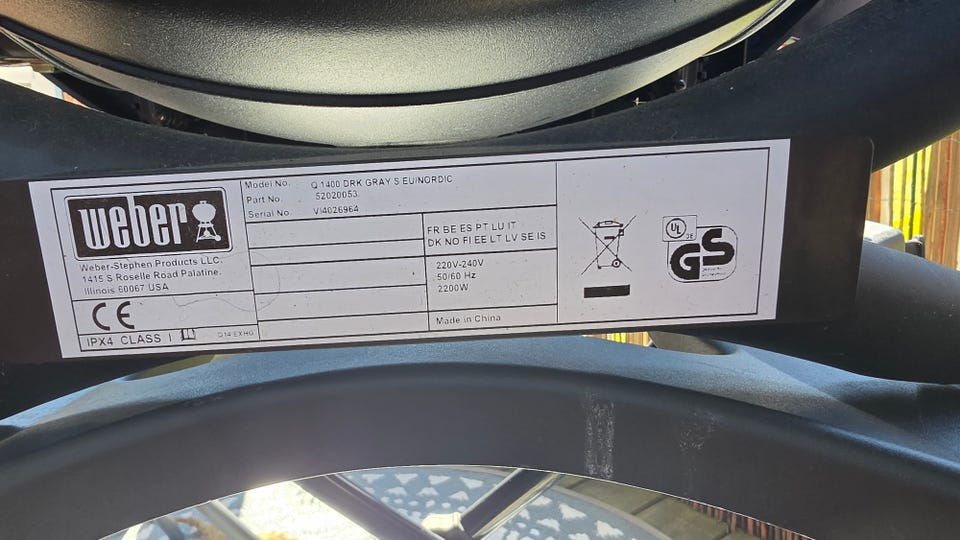 weber
Weber-Stephen Products LLC.
1415 S Roselle Road Palatine.
Illinois 60067 USA
CE
IPX4 CLASS I
Q14 EXHG
Model No. Q 1400 DRK GRAY S EU/NORDIC
Part No. 52020053
Serial No. VI4026964
FR BE ES PT LU IT
DK NO FI EE LT LV SE IS
220V-240V
50/60 Hz
2200W
Made in China
UL
DE
GS